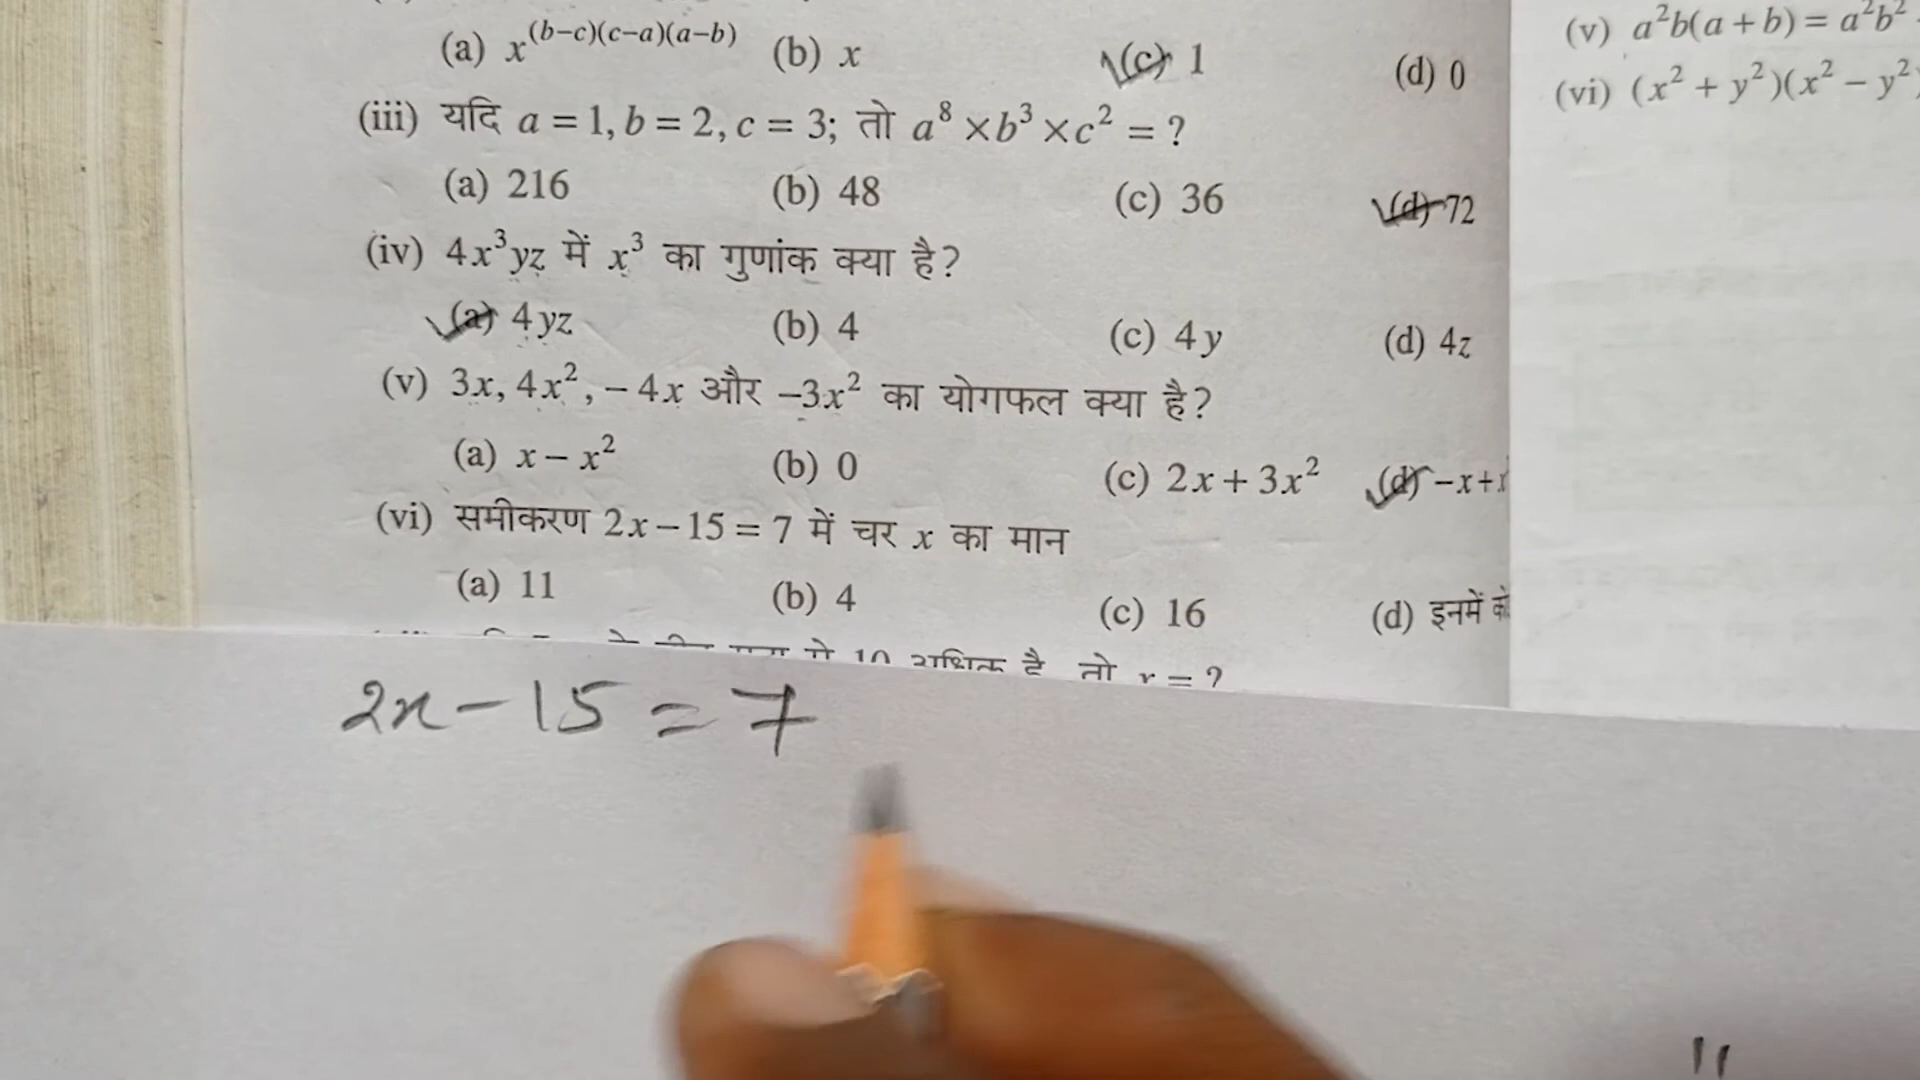 (a) x^(b−c)(c−a)(a−b) (b) x (c) 1 (d) 0
(iii) यदि a = 1, b = 2, c = 3; तो a⁸ × b³ × c² = ?
(a) 216 (b) 48 (c) 36 (d) 72
(iv) 4x³yz में x³ का गुणांक क्या है?
(a) 4yz (b) 4 (c) 4y (d) 4z
(v) 3x, 4x², −4x और −3x² का योगफल क्या है?
(a) x − x² (b) 0 (c) 2x + 3x² (d) −x+
(vi) समीकरण 2x − 15 = 7 में चर x का मान
(a) 11 (b) 4 (c) 16 (d) इनमें
10 अधिक है तो x = ?
2x − 15 = 7
(v) a²b(a + b) = a²b²
(vi) (x² + y²)(x² − y²)